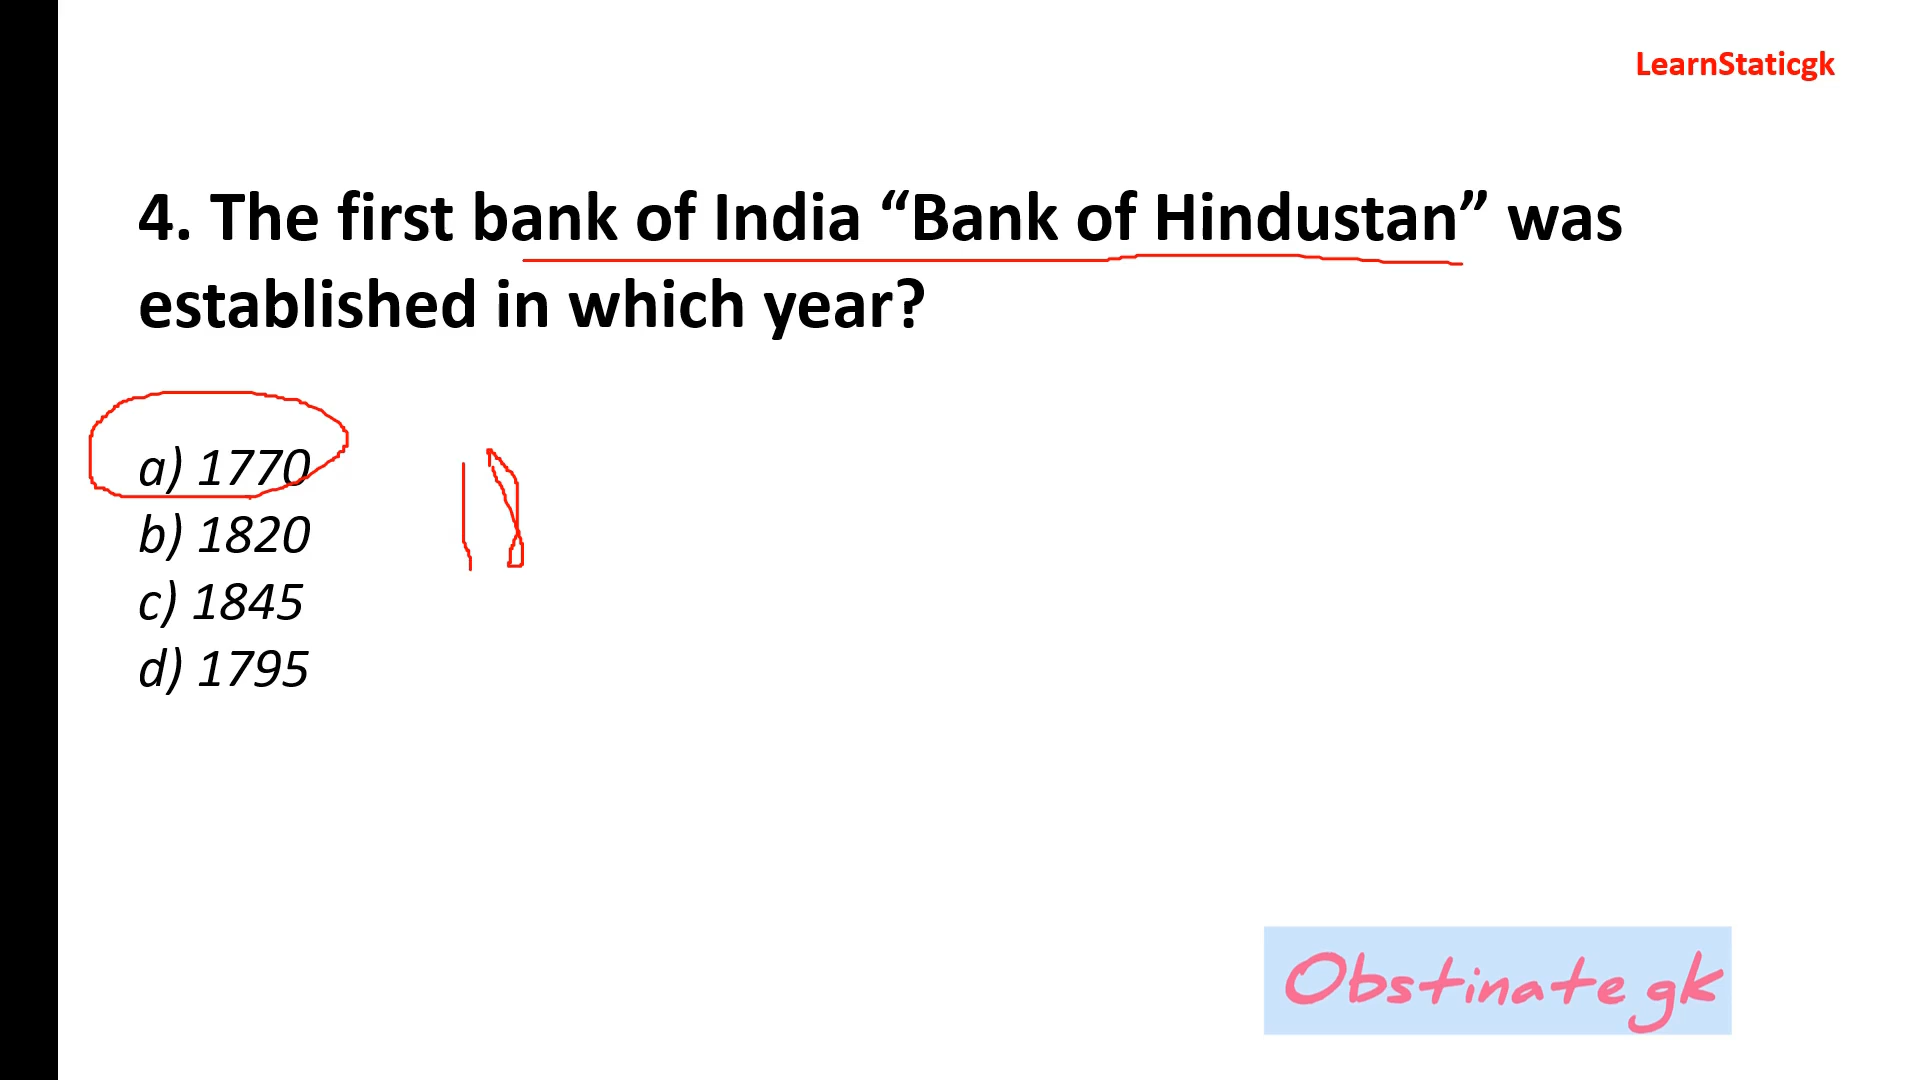 LearnStaticgk
4. The first bank of India “Bank of Hindustan” was
established in which year?
a) 1770
b) 1820
c) 1845
d) 1795
Obstinate gk